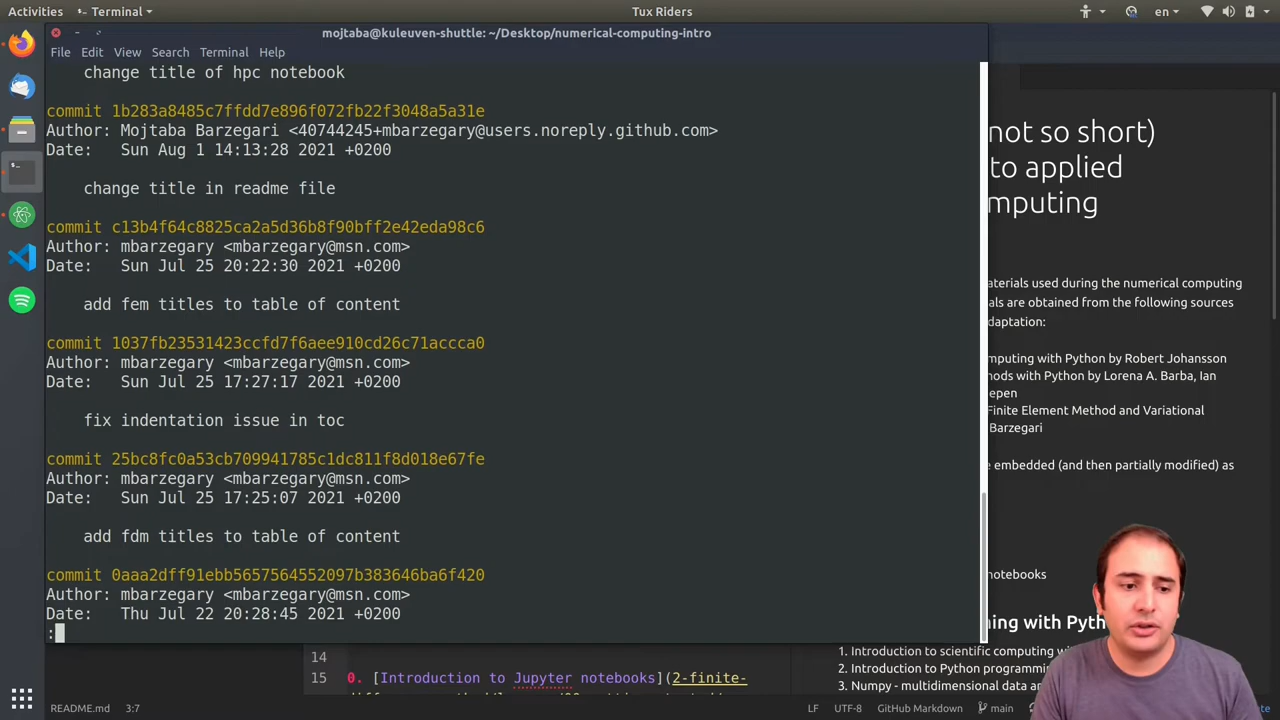 Activities
Terminal
Tux Riders
en
mojtaba@kuleuven-shuttle: ~/Desktop/numerical-computing-intro
File Edit View Search Terminal Help
change title of hpc notebook
commit 1b283a8485c7ffdd7e896f072fb22f3048a5a31e
Author: Mojtaba Barzegari <40744245+mbarzegary@users.noreply.github.com>
Date:   Sun Aug 1 14:13:28 2021 +0200
change title in readme file
commit c13b4f64c8825ca2a5d36b8f90bff2e42eda98c6
Author: mbarzegary <mbarzegary@msn.com>
Date:   Sun Jul 25 20:22:30 2021 +0200
add fem titles to table of content
commit 1037fb23531423ccfd7f6aee910cd26c71accca0
Author: mbarzegary <mbarzegary@msn.com>
Date:   Sun Jul 25 17:27:17 2021 +0200
fix indentation issue in toc
commit 25bc8fc0a53cb709941785c1dc811f8d018e67fe
Author: mbarzegary <mbarzegary@msn.com>
Date:   Sun Jul 25 17:25:07 2021 +0200
add fdm titles to table of content
commit 0aaa2dff91ebb5657564552097b383646ba6f420
Author: mbarzegary <mbarzegary@msn.com>
Date:   Thu Jul 22 20:28:45 2021 +0200
:
not so short)
to applied
mputing
aterials used during the numerical computing
ls are obtained from the following sources
daptation:
mputing with Python by Robert Johansson
ods with Python by Lorena A. Barba, Ian
epen
Finite Element Method and Variational
Barzegari
e embedded (and then partially modified) as
notebooks
ning with Pyth
1. Introduction to scientific computing
2. Introduction to Python programmin
3. Numpy - multidimensional data
14
15 0. [Introduction to Jupyter notebooks](2-finite-
README.md 3:7
LF UTF-8 GitHub Markdown main